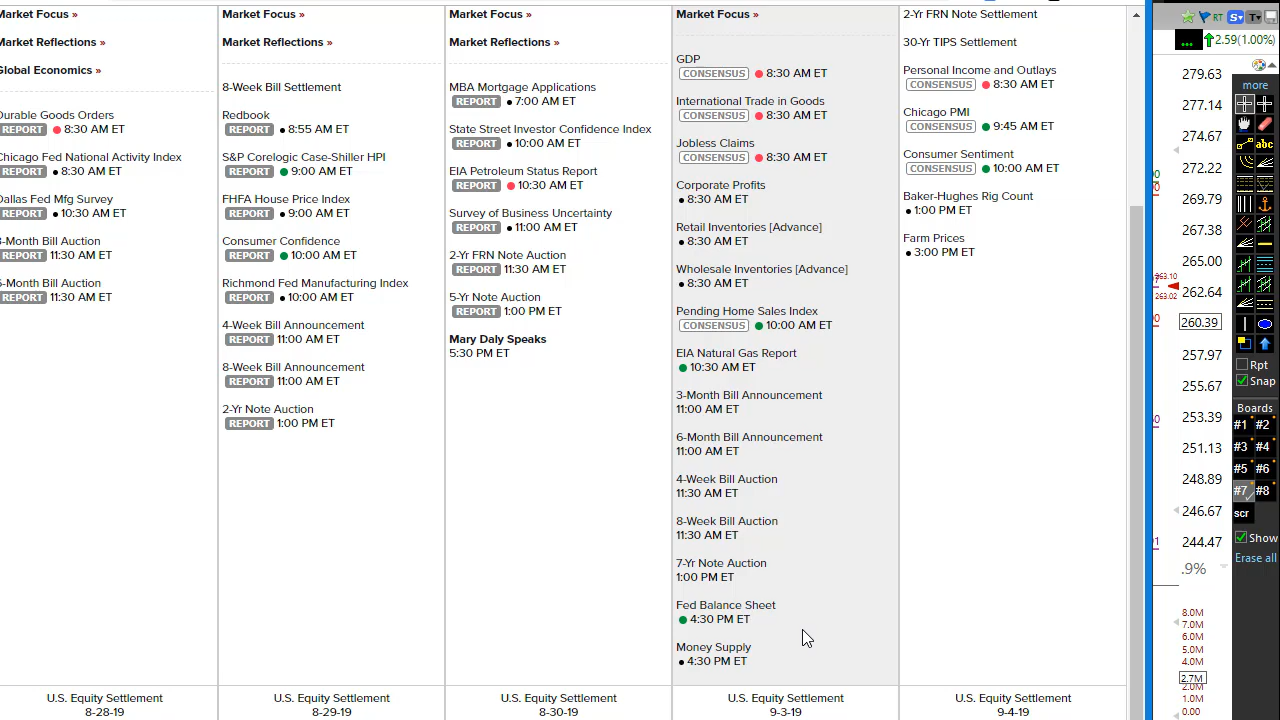 Market Focus »
Market Reflections »
Global Economics »
Durable Goods Orders
REPORT 8:30 AM ET
Chicago Fed National Activity Index
REPORT 8:30 AM ET
Dallas Fed Mfg Survey
REPORT 10:30 AM ET
3-Month Bill Auction
REPORT 11:30 AM ET
6-Month Bill Auction
REPORT 11:30 AM ET
U.S. Equity Settlement
8-28-19
Market Focus »
Market Reflections »
8-Week Bill Settlement
Redbook
REPORT 8:55 AM ET
S&P Corelogic Case-Shiller HPI
REPORT 9:00 AM ET
FHFA House Price Index
REPORT 9:00 AM ET
Consumer Confidence
REPORT 10:00 AM ET
Richmond Fed Manufacturing Index
REPORT 10:00 AM ET
4-Week Bill Announcement
REPORT 11:00 AM ET
8-Week Bill Announcement
REPORT 11:00 AM ET
2-Yr Note Auction
REPORT 1:00 PM ET
U.S. Equity Settlement
8-29-19
Market Focus »
Market Reflections »
MBA Mortgage Applications
REPORT 7:00 AM ET
State Street Investor Confidence Index
REPORT 10:00 AM ET
EIA Petroleum Status Report
REPORT 10:30 AM ET
Survey of Business Uncertainty
REPORT 11:00 AM ET
2-Yr FRN Note Auction
REPORT 11:30 AM ET
5-Yr Note Auction
REPORT 1:00 PM ET
Mary Daly Speaks
5:30 PM ET
U.S. Equity Settlement
8-30-19
Market Focus »
GDP
CONSENSUS 8:30 AM ET
International Trade in Goods
CONSENSUS 8:30 AM ET
Jobless Claims
CONSENSUS 8:30 AM ET
Corporate Profits
8:30 AM ET
Retail Inventories [Advance]
8:30 AM ET
Wholesale Inventories [Advance]
8:30 AM ET
Pending Home Sales Index
CONSENSUS 10:00 AM ET
EIA Natural Gas Report
10:30 AM ET
3-Month Bill Announcement
11:00 AM ET
6-Month Bill Announcement
11:00 AM ET
4-Week Bill Auction
11:30 AM ET
8-Week Bill Auction
11:30 AM ET
7-Yr Note Auction
1:00 PM ET
Fed Balance Sheet
4:30 PM ET
Money Supply
4:30 PM ET
U.S. Equity Settlement
9-3-19
2-Yr FRN Note Settlement
30-Yr TIPS Settlement
Personal Income and Outlays
CONSENSUS 8:30 AM ET
Chicago PMI
CONSENSUS 9:45 AM ET
Consumer Sentiment
CONSENSUS 10:00 AM ET
Baker-Hughes Rig Count
1:00 PM ET
Farm Prices
3:00 PM ET
U.S. Equity Settlement
9-4-19
RT S T
... 2.59(1.00%)
279.63
277.14
274.67
272.22
269.79
267.38
265.00
263.10
263.02
262.64
260.39
257.97
255.67
253.39
251.13
248.89
246.67
244.47
.9%
8.0M
7.0M
6.0M
5.0M
4.0M
2.7M
2.0M
1.0M
0.00
more
abc
Rpt
Snap
Boards
#1 #2
#3 #4
#5 #6
#7 #8
scr
Show
Erase all